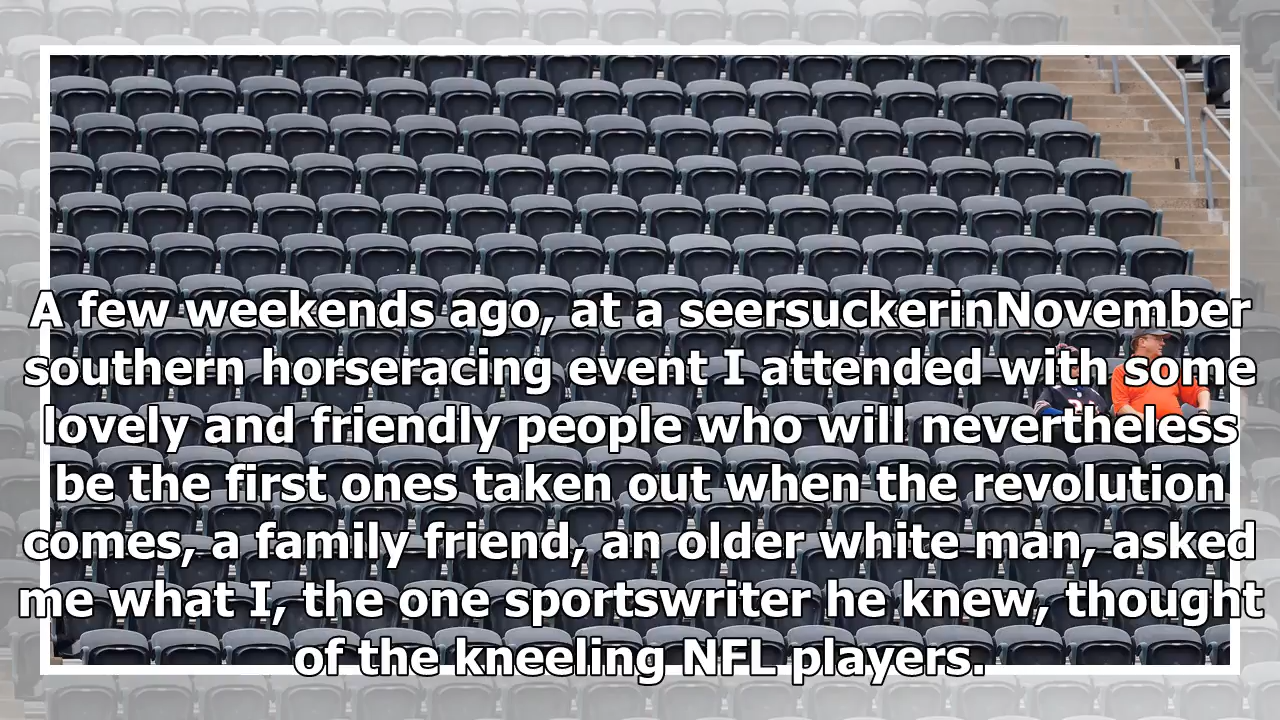 A few weekends ago, at a seersuckerinNovember
southern horseracing event I attended with some
lovely and friendly people who will nevertheless
be the first ones taken out when the revolution
comes, a family friend, an older white man, asked
me what I, the one sportswriter he knew, thought
of the kneeling NFL players.